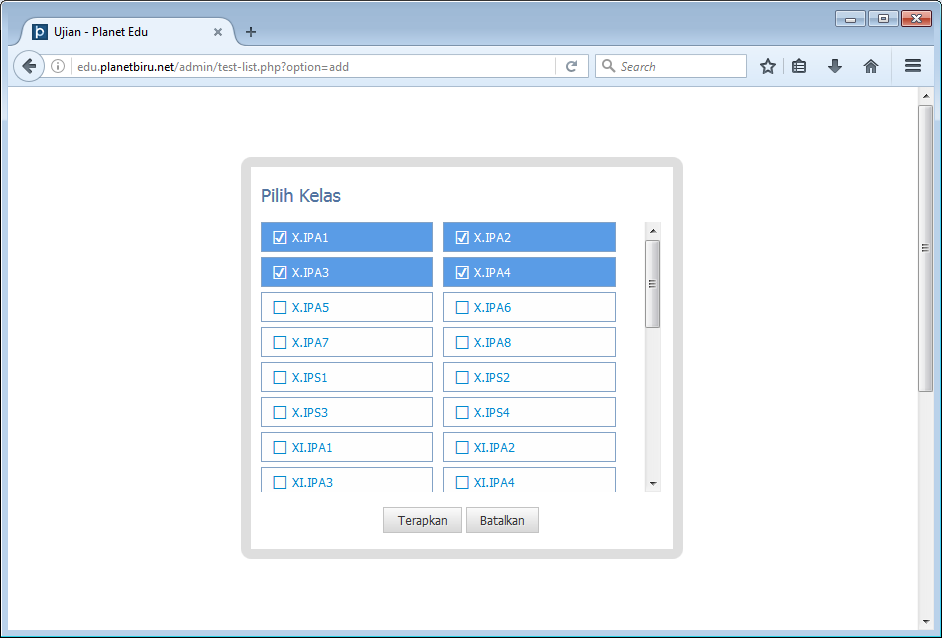 Ujian - Planet Edu
edu.planetbiru.net/admin/test-list.php?option=add
Search
Pilih Kelas
X.IPA1 X.IPA2
X.IPA3 X.IPA4
X.IPA5 X.IPA6
X.IPA7 X.IPA8
X.IPS1 X.IPS2
X.IPS3 X.IPS4
XI.IPA1 XI.IPA2
XI.IPA3 XI.IPA4
Terapkan Batalkan